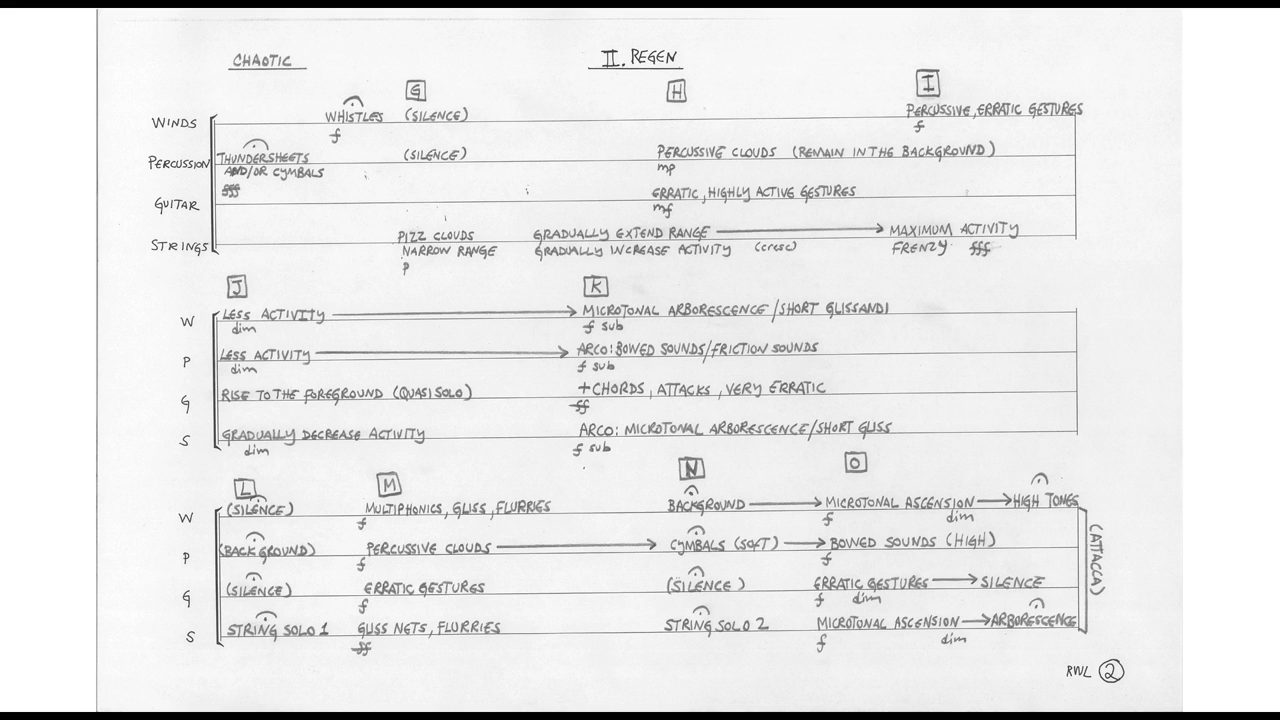 CHAOTIC II. REGEN
G H I
WINDS WHISTLES (SILENCE) PERCUSSIVE, ERRATIC GESTURES
f f
PERCUSSION THUNDERSHEETS (SILENCE) PERCUSSIVE CLOUDS (REMAIN IN THE BACKGROUND)
AND/OR CYMBALS mp
fff
GUITAR ERRATIC, HIGHLY ACTIVE GESTURES
mf
STRINGS PIZZ CLOUDS GRADUALLY EXTEND RANGE MAXIMUM ACTIVITY
NARROW RANGE GRADUALLY INCREASE ACTIVITY (cresc) FRENZY fff
p
J K
W LESS ACTIVITY MICROTONAL ARBORESCENCE/SHORT GLISSANDI
dim f sub
P LESS ACTIVITY ARCO: BOWED SOUNDS/FRICTION SOUNDS
dim f sub
G RISE TO THE FOREGROUND (QUASI SOLO) +CHORDS, ATTACKS, VERY ERRATIC
ff
S GRADUALLY DECREASE ACTIVITY ARCO: MICROTONAL ARBORESCENCE/SHORT GLISS
dim f sub
L M N O
W (SILENCE) MULTIPHONICS, GLISS, FLURRIES BACKGROUND MICROTONAL ASCENSION HIGH TONES
f f dim
P (BACKGROUND) PERCUSSIVE CLOUDS CYMBALS (SOFT) BOWED SOUNDS (HIGH)
f f
G (SILENCE) ERRATIC GESTURES (SILENCE) ERRATIC GESTURES SILENCE
f f dim
S STRING SOLO 1 GLISS NETS, FLURRIES STRING SOLO 2 MICROTONAL ASCENSION ARBORESCENCE
ff f dim
(ATTACCA)
RWL 2